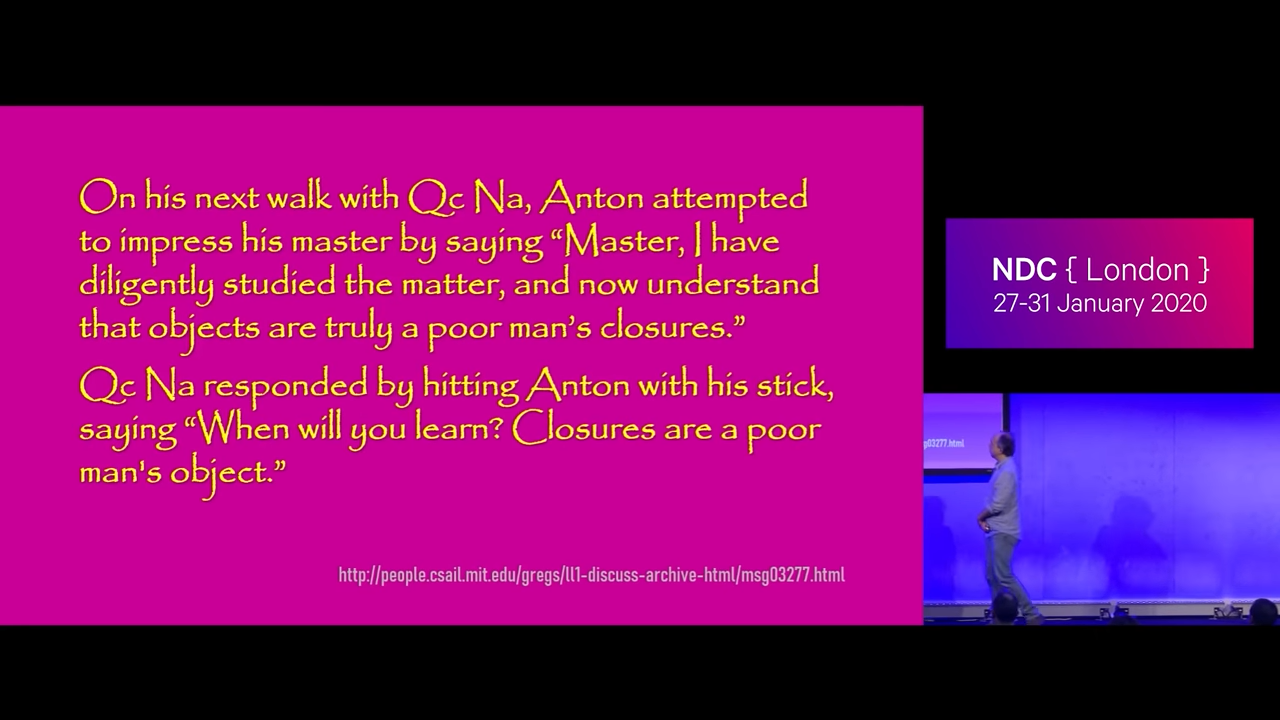 On his next walk with Qc Na, Anton attempted
to impress his master by saying “Master, I have
diligently studied the matter, and now understand
that objects are truly a poor man’s closures.”
Qc Na responded by hitting Anton with his stick,
saying “When will you learn? Closures are a poor
man's object.”
http://people.csail.mit.edu/gregs/ll1-discuss-archive-html/msg03277.html
NDC { London }
27-31 January 2020
g03277.html